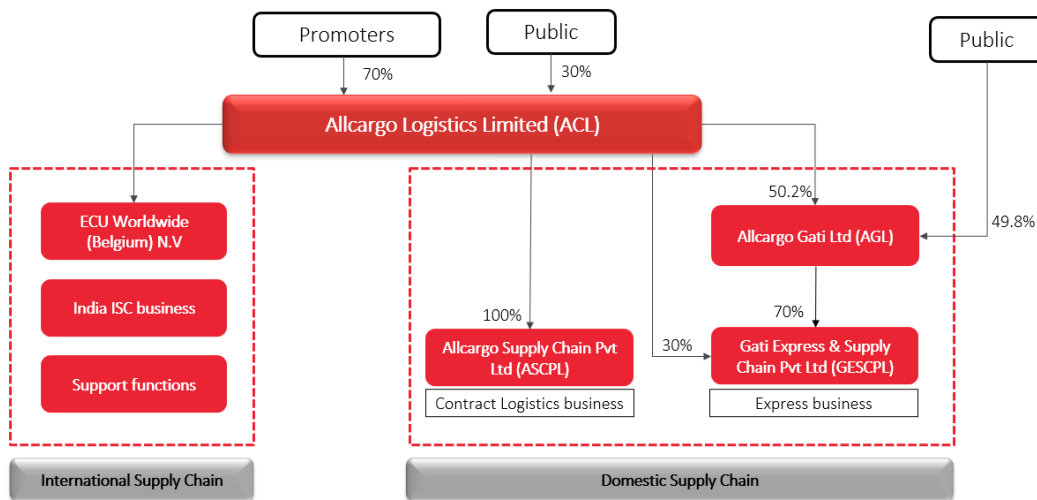 Promoters
Public
Public
70%
30%
Allcargo Logistics Limited (ACL)
50.2%
49.8%
ECU Worldwide
(Belgium) N.V
Allcargo Gati Ltd (AGL)
India ISC business
100%
70%
30%
Allcargo Supply Chain Pvt
Ltd (ASCPL)
Gati Express & Supply
Chain Pvt Ltd (GESCPL)
Support functions
Contract Logistics business
Express business
International Supply Chain
Domestic Supply Chain